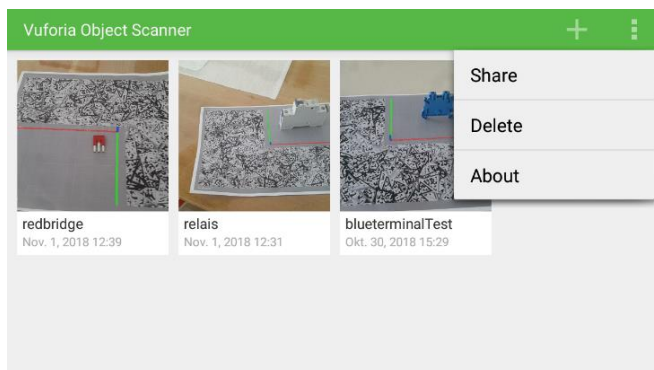 Vuforia Object Scanner
Share
Delete
About
redbridge
Nov. 1, 2018 12:39
relais
Nov. 1, 2018 12:31
blueterminalTest
Okt. 30, 2018 15:29